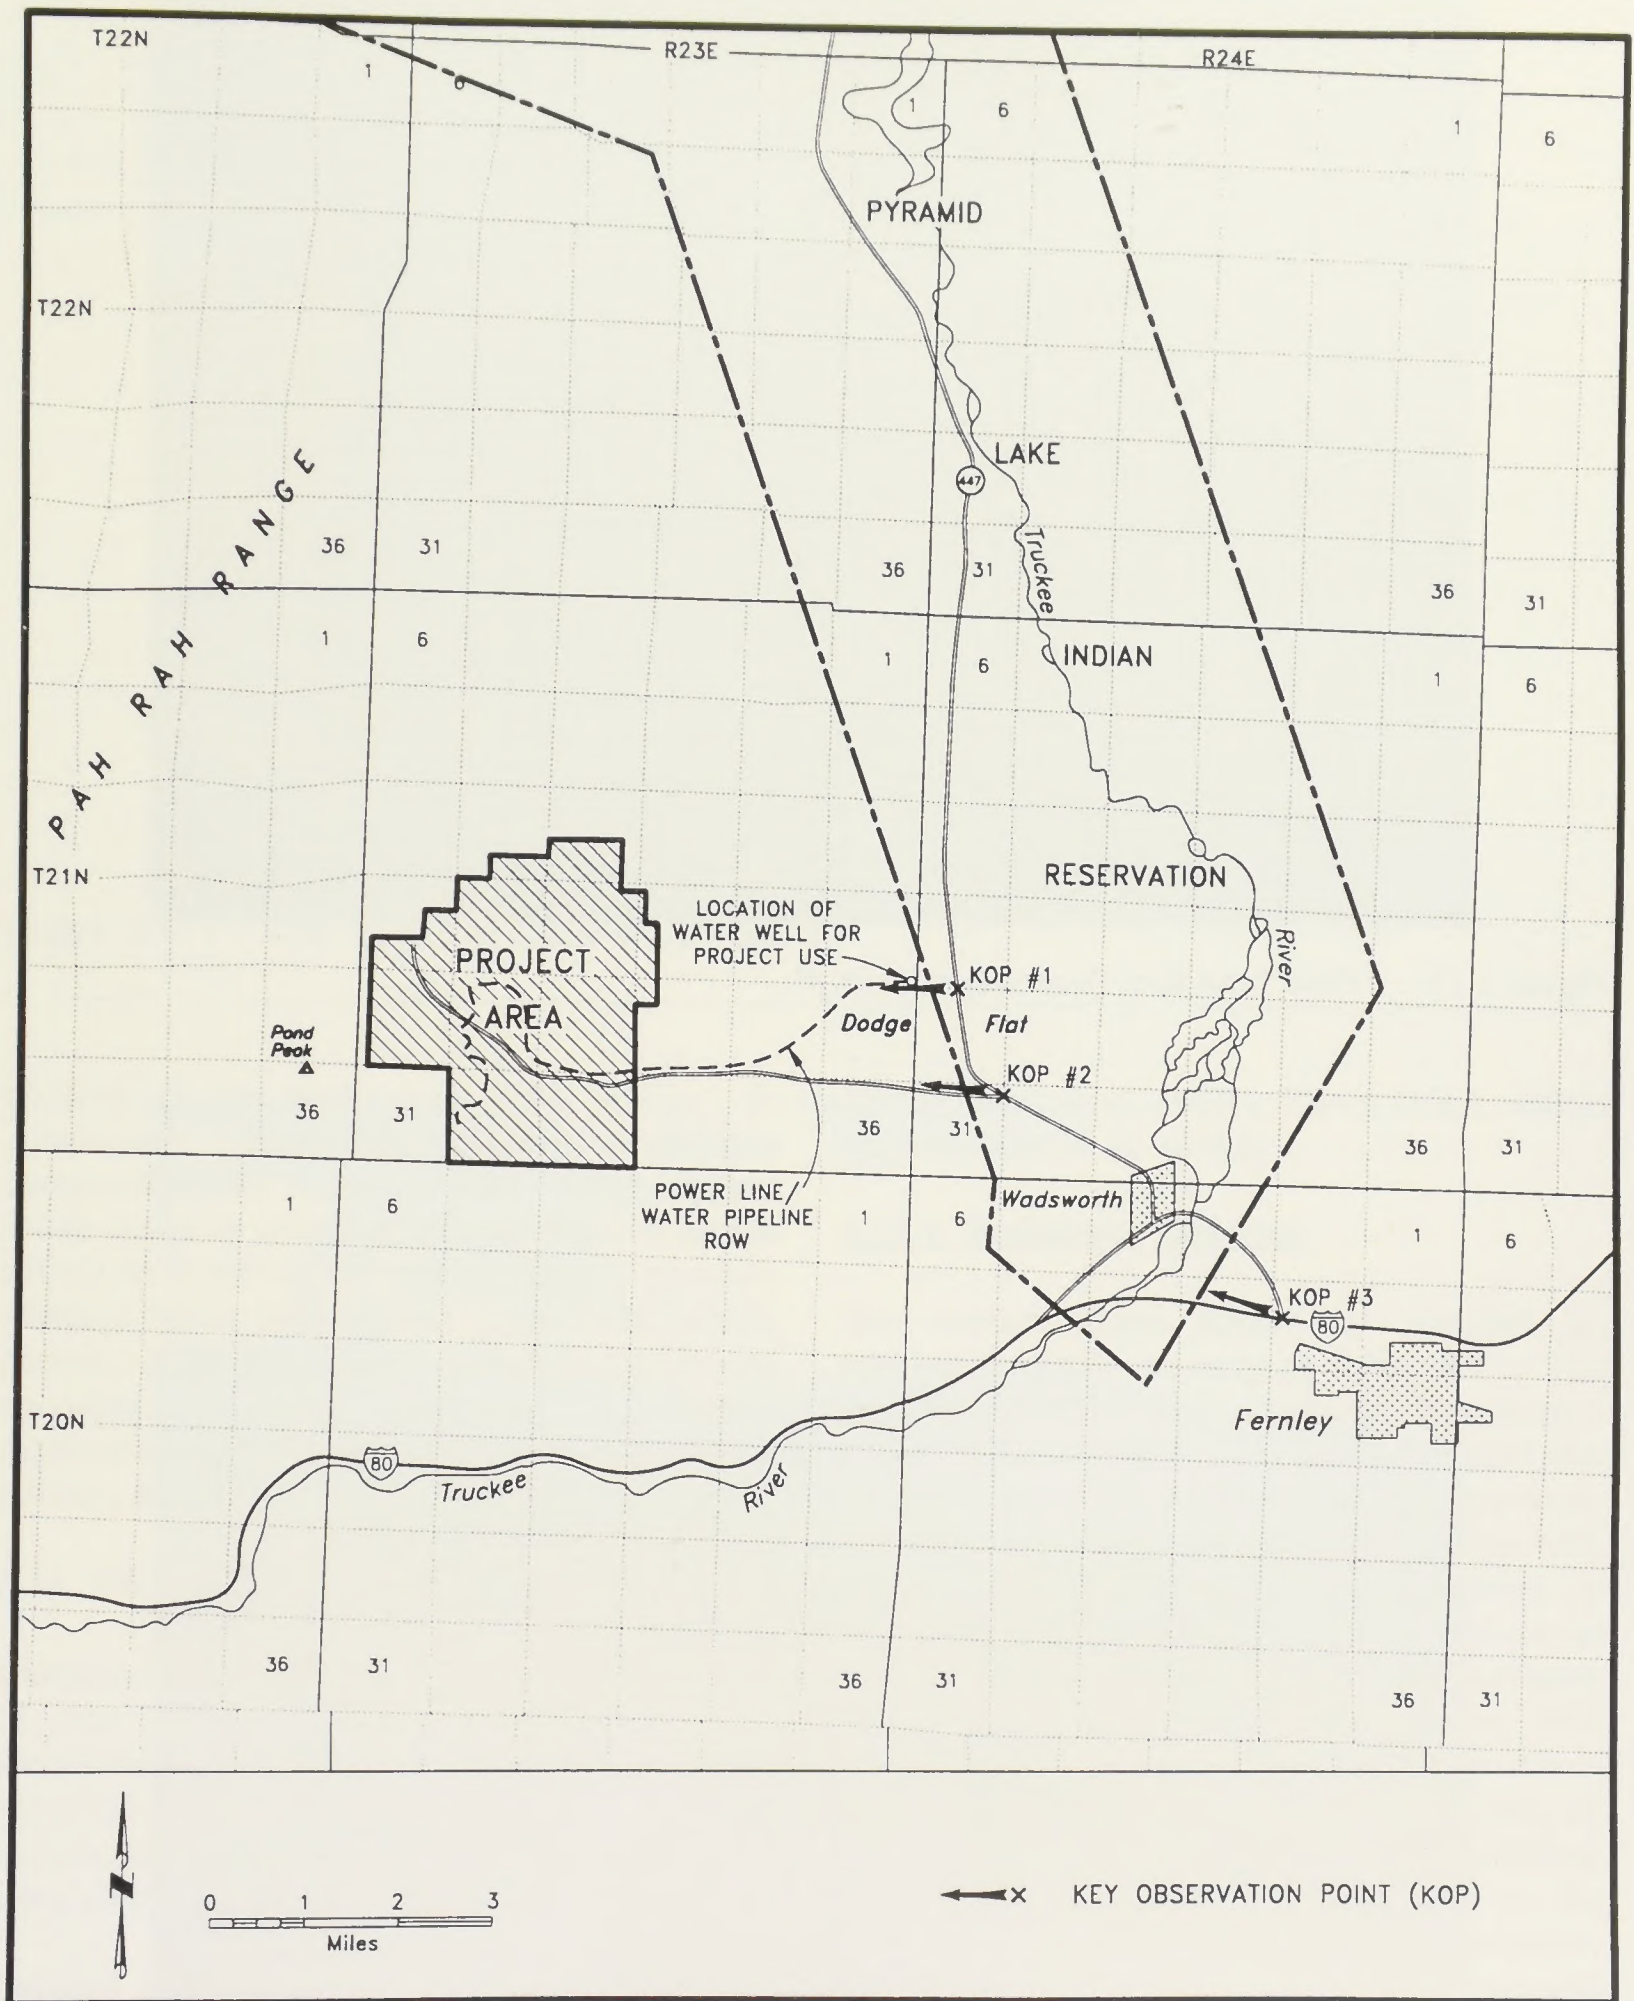 T22N
R23E
R24E
1
6
1
6
1
6
PYRAMID
T22N
LAKE
447
PAH RAH RANGE
Truckee
36
31
36
31
36
31
1
6
1
6
INDIAN
1
6
T21N
RESERVATION
LOCATION OF
WATER WELL FOR
PROJECT USE
River
PROJECT
AREA
KOP #1
Dodge Flat
Pond
Peak
KOP #2
36
31
36
31
36
31
POWER LINE/
WATER PIPELINE
ROW
Wadsworth
1
6
1
6
1
6
KOP #3
80
Fernley
T20N
80
Truckee
River
36
31
36
31
36
31
N
0 1 2 3
Miles
KEY OBSERVATION POINT (KOP)